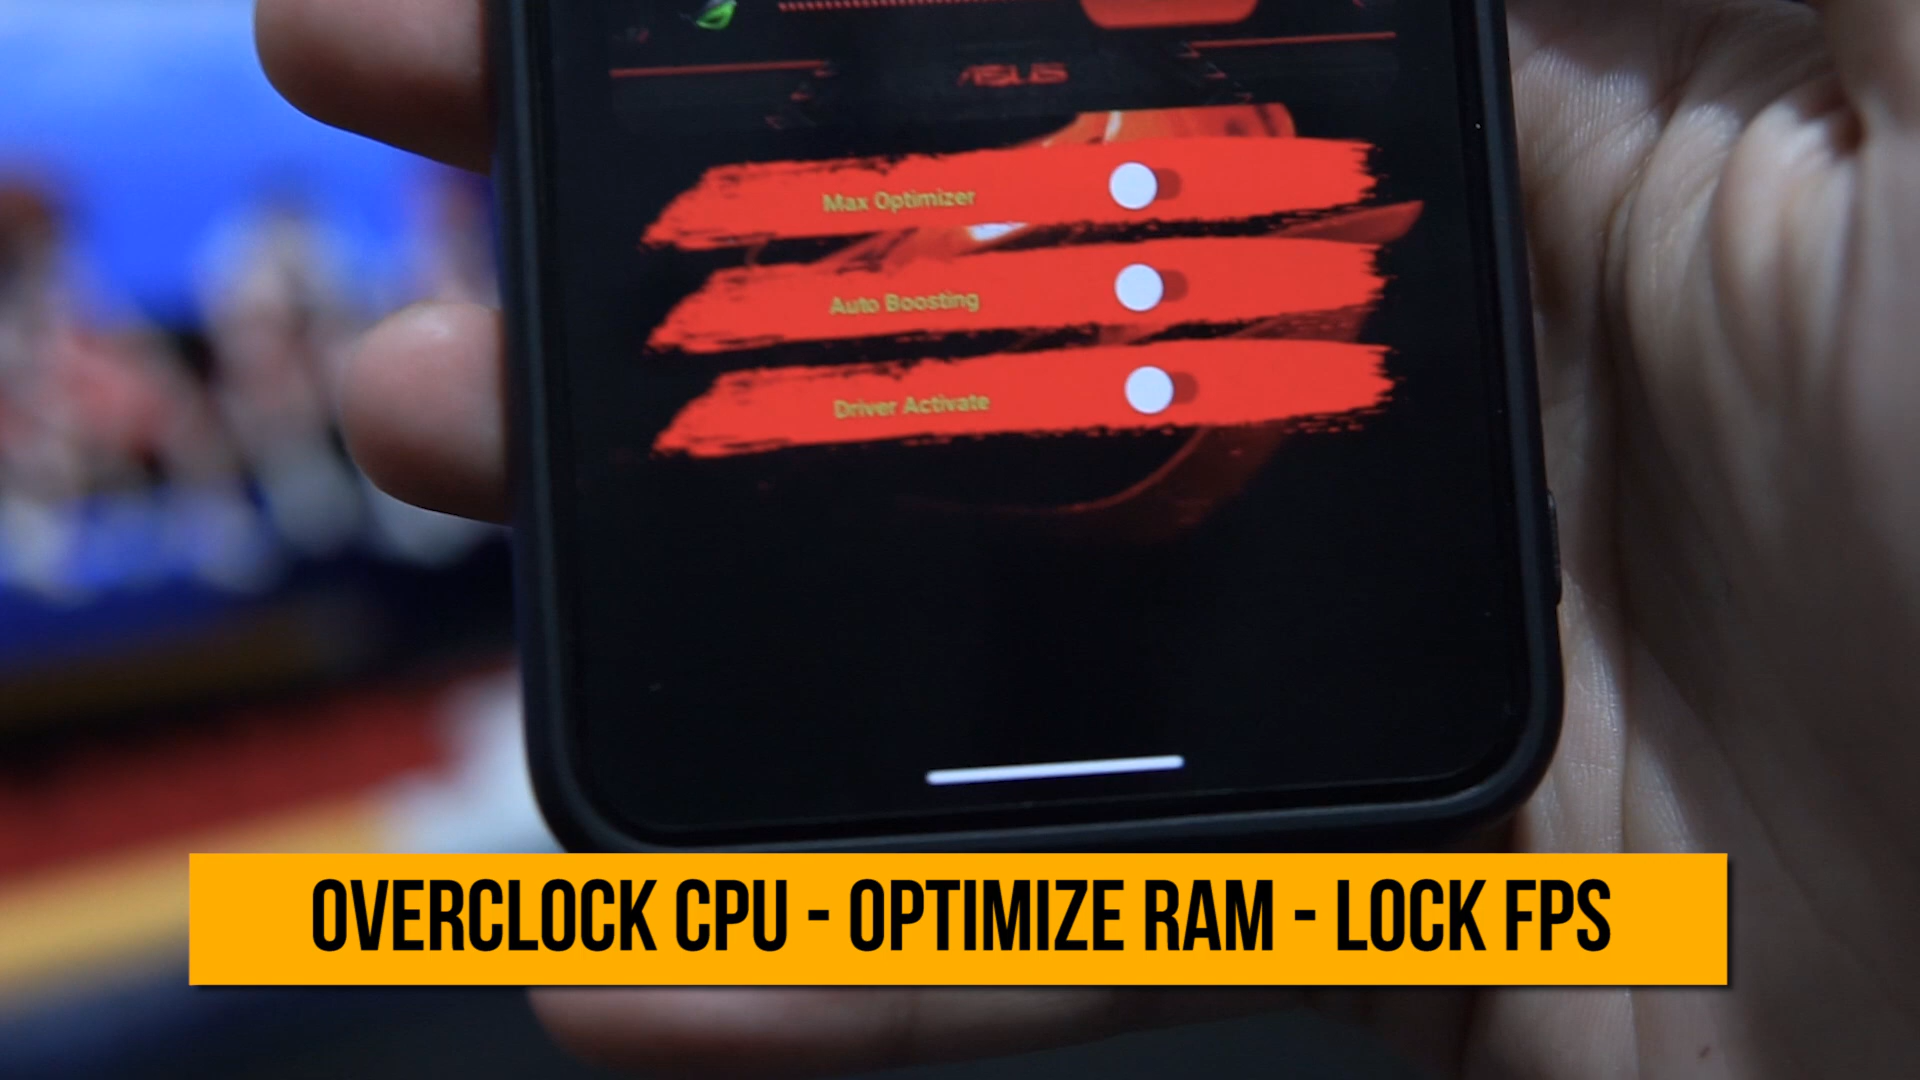 ASUS
Max Optimizer
Auto Boosting
Driver Activate
OVERCLOCK CPU - OPTIMIZE RAM - LOCK FPS